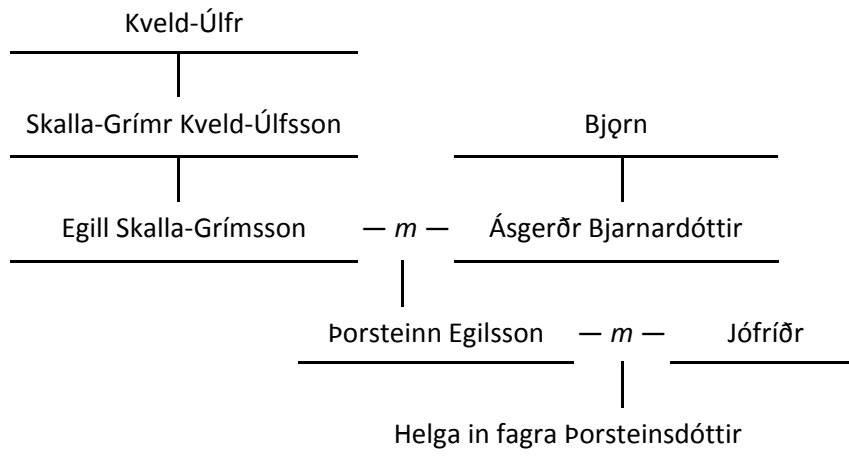 Kveld-Úlfr
Skalla-Grímr Kveld-Úlfsson Bjǫrn
Egill Skalla-Grímsson — m — Ásgerðr Bjarnardóttir
Þorsteinn Egilsson — m — Jófríðr
Helga in fagra Þorsteinsdóttir